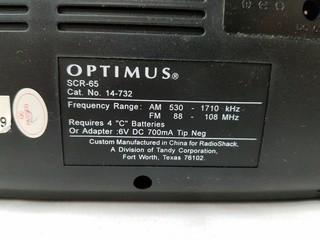 OPTIMUS®
SCR-65
Cat. No. 14-732
Frequency Range: AM 530 - 1710 kHz
FM 88 - 108 MHz
Requires 4 "C" Batteries
Or Adapter :6V DC 700mA Tip Neg
Custom Manufactured in China for RadioShack,
A Division of Tandy Corporation,
Fort Worth, Texas 76102.